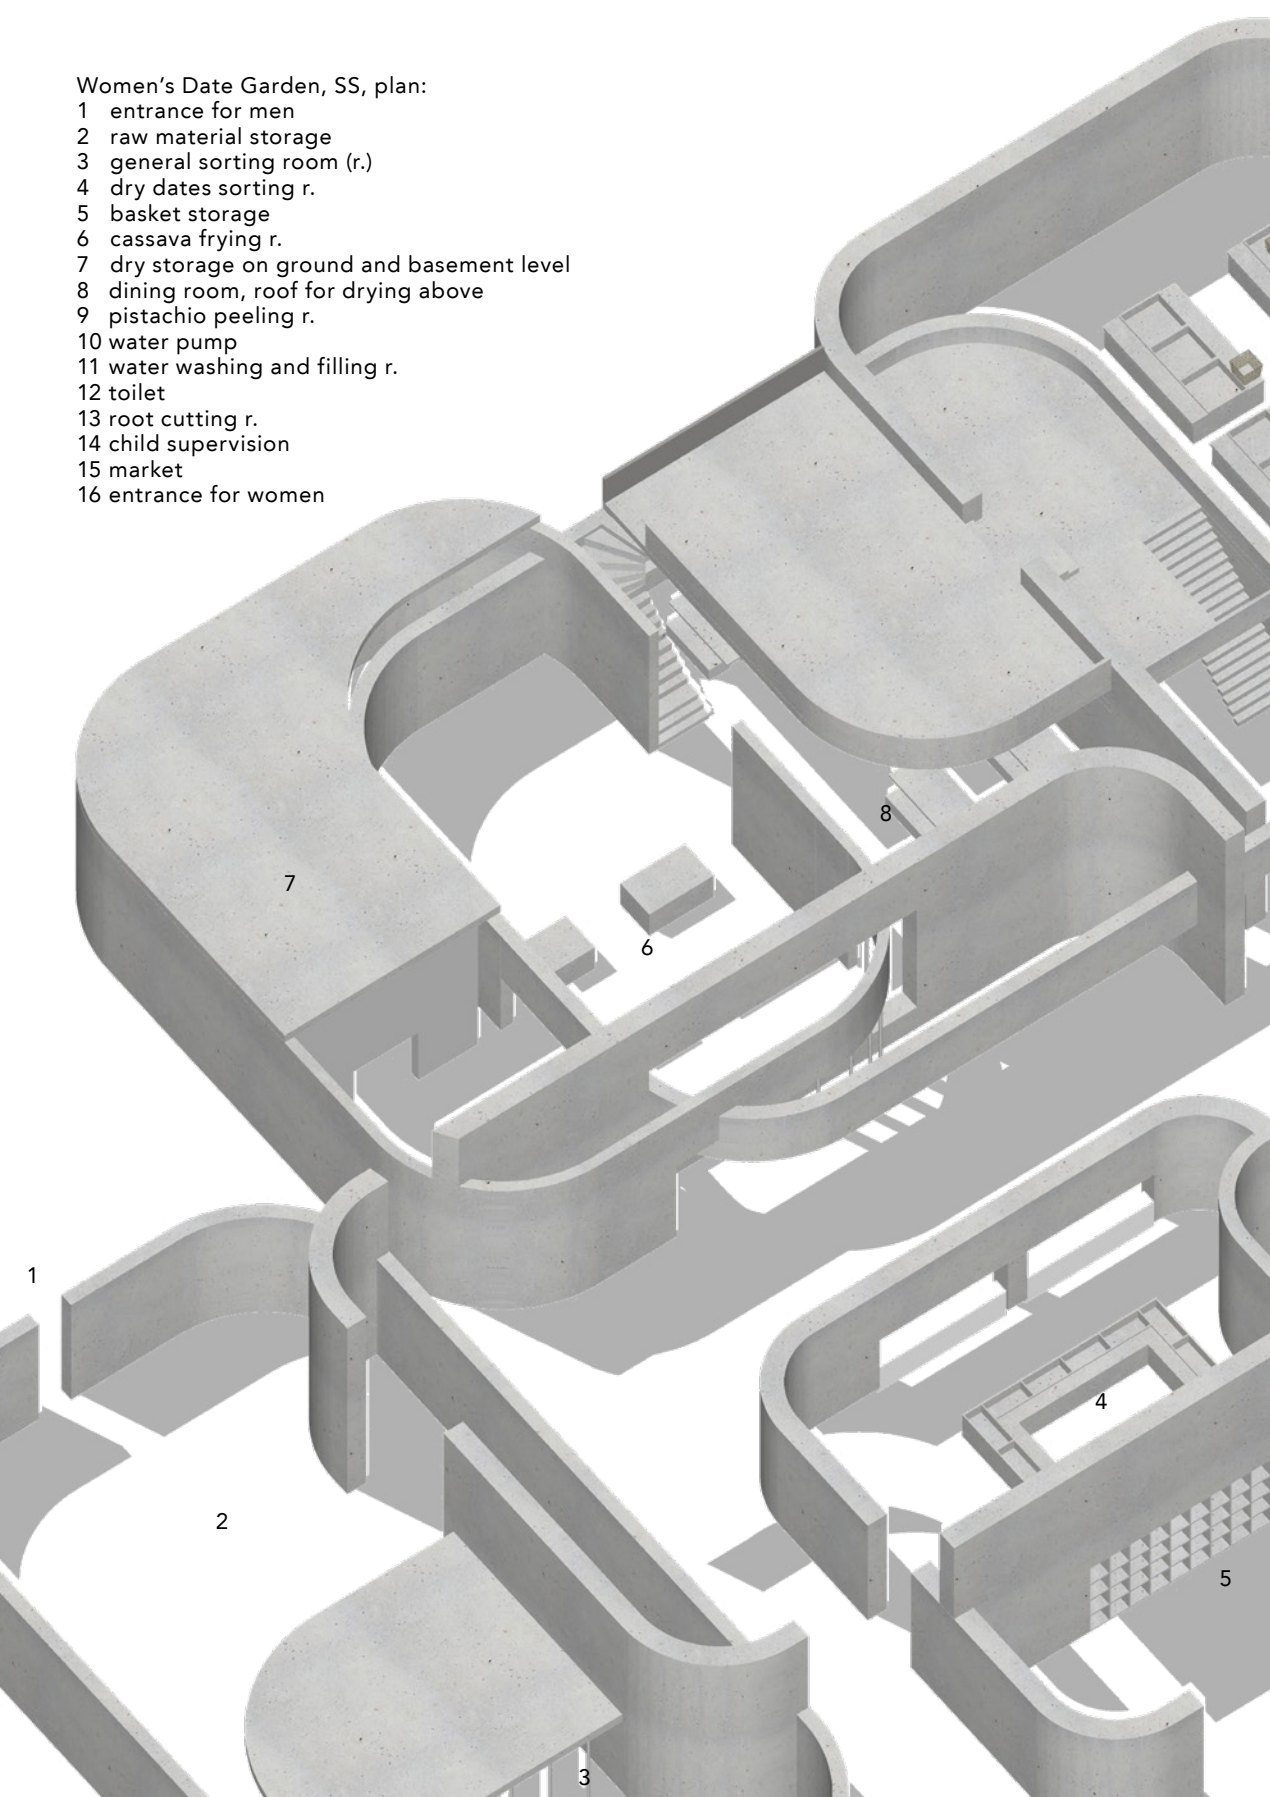 Women’s Date Garden, SS, plan:
1 entrance for men
2 raw material storage
3 general sorting room (r.)
4 dry dates sorting r.
5 basket storage
6 cassava frying r.
7 dry storage on ground and basement level
8 dining room, roof for drying above
9 pistachio peeling r.
10 water pump
11 water washing and filling r.
12 toilet
13 root cutting r.
14 child supervision
15 market
16 entrance for women
8
7
6
1
4
2
5
3